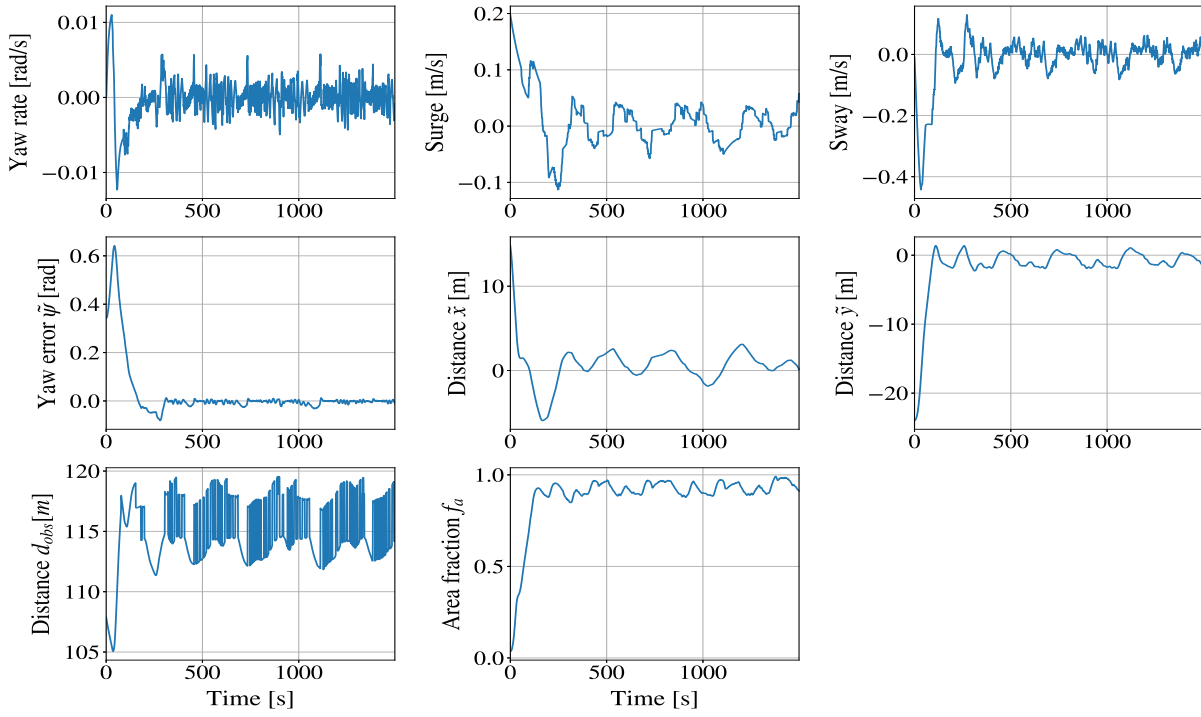 Yaw rate [rad/s]
0.01
0.00
−0.01
0 500 1000
Surge [m/s]
0.2
0.1
0.0
−0.1
0 500 1000
Sway [m/s]
0.0
−0.2
−0.4
0 500 1000
Yaw error ψ̃ [rad]
0.6
0.4
0.2
0.0
0 500 1000
Distance x̃ [m]
10
0
0 500 1000
Distance ỹ [m]
0
−10
−20
0 500 1000
Distance d_obs[m]
120
115
110
105
0 500 1000
Time [s]
Area fraction f_a
1.0
0.5
0.0
0 500 1000
Time [s]